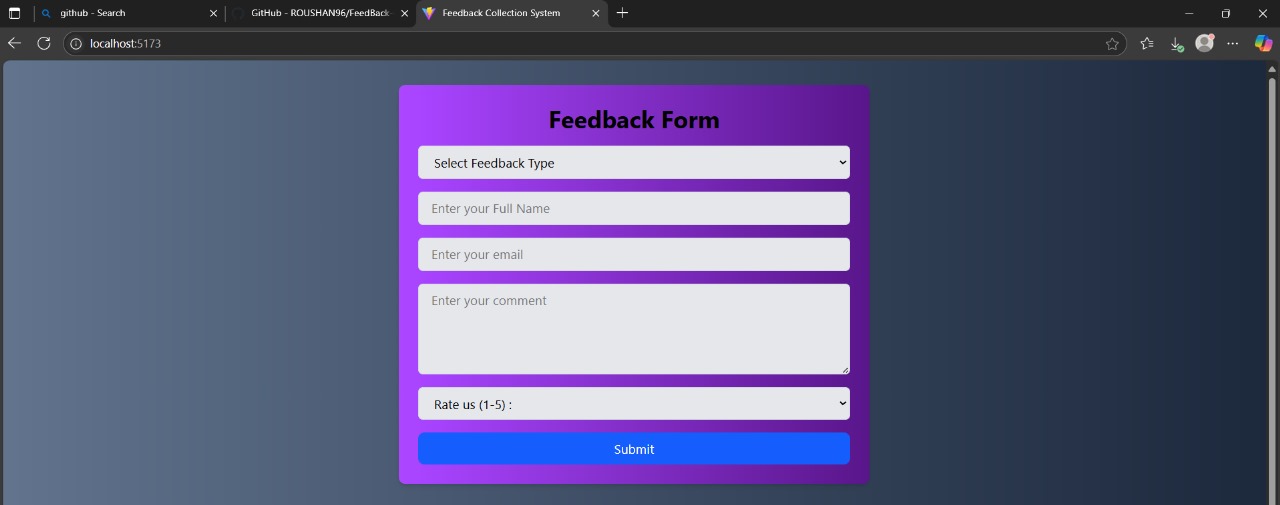 github - Search
GitHub - ROUSHAN96/FeedBack-
Feedback Collection System
localhost:5173
Feedback Form
Select Feedback Type
Enter your Full Name
Enter your email
Enter your comment
Rate us (1-5) :
Submit